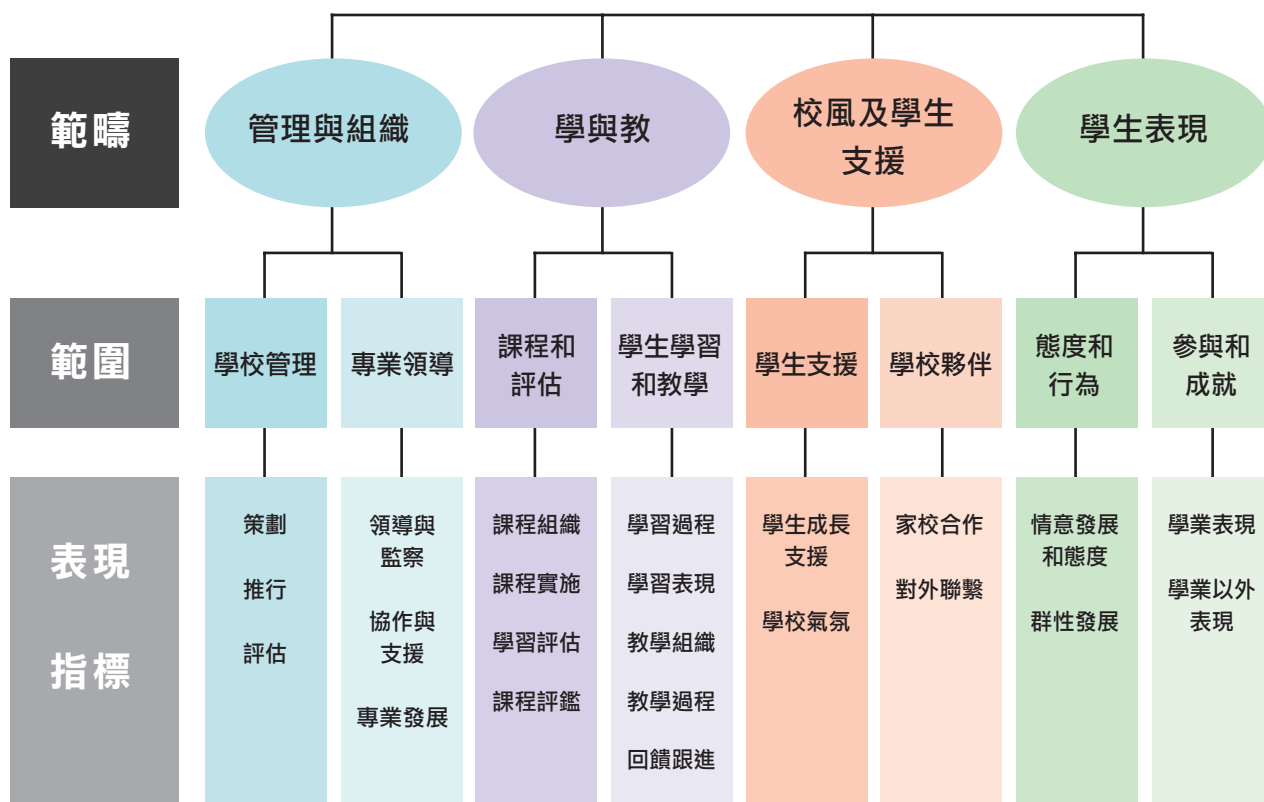 範疇
管理與組織
學與教
校風及學生
支援
學生表現
範圍
學校管理
專業領導
課程和
評估
學生學習
和教學
學生支援
學校夥伴
態度和
行為
參與和
成就
表現
指標
策劃
推行
評估
領導與
監察
協作與
支援
專業發展
課程組織
課程實施
學習評估
課程評鑑
學習過程
學習表現
教學組織
教學過程
回饋跟進
學生成長
支援
學校氣氛
家校合作
對外聯繫
情意發展
和態度
群性發展
學業表現
學業以外
表現